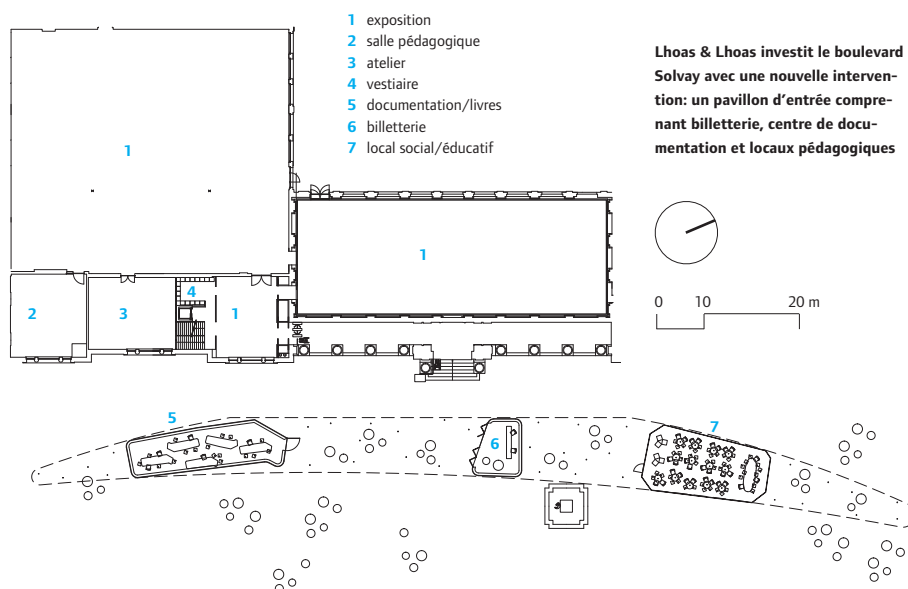 1 exposition
2 salle pédagogique
3 atelier
4 vestiaire
5 documentation/livres
6 billetterie
7 local social/éducatif
Lhoas & Lhoas investit le boulevard
Solvay avec une nouvelle interven-
tion: un pavillon d'entrée compre-
nant billetterie, centre de docu-
mentation et locaux pédagogiques
1
1
4
2
3
1
0 10 20 m
5
6
7